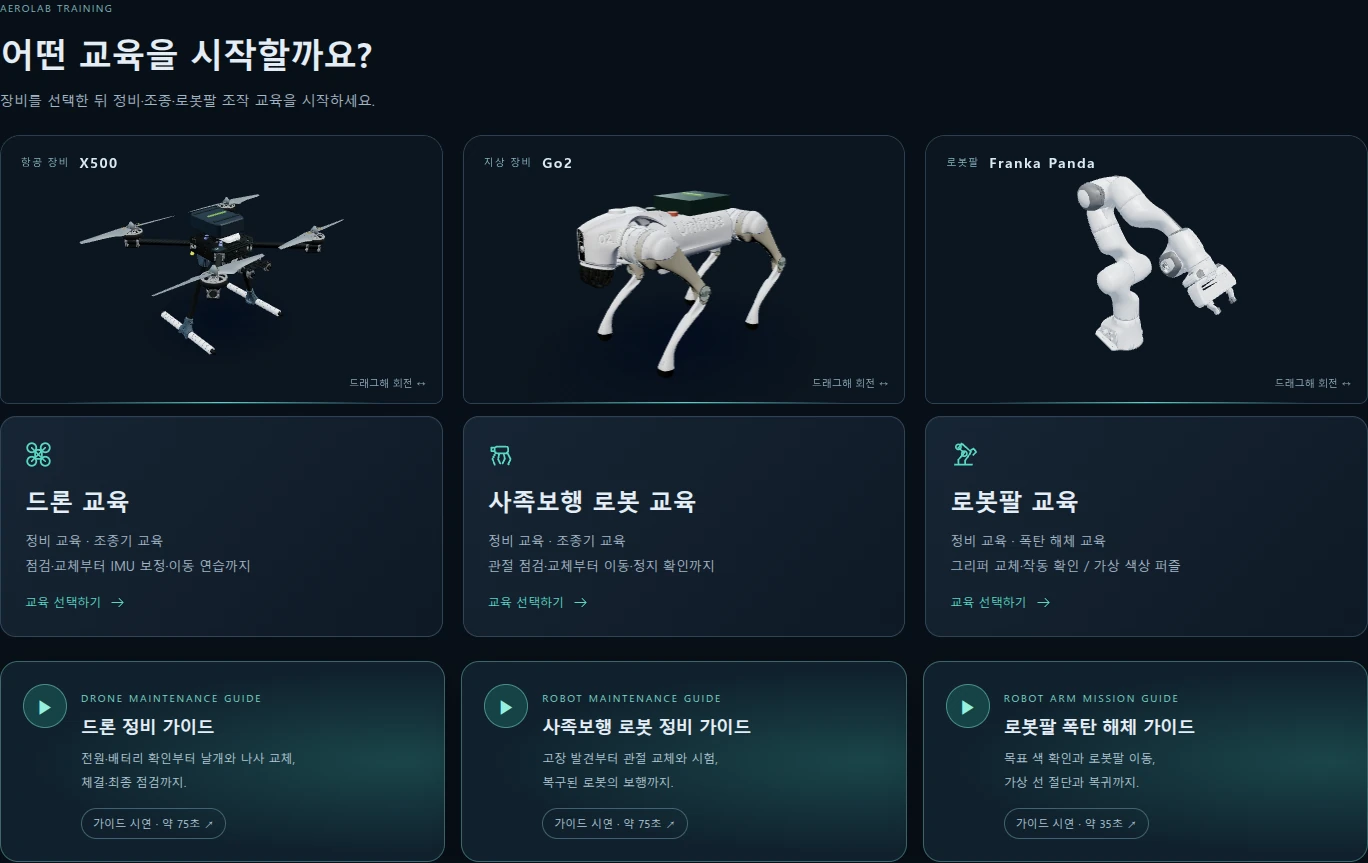 AEROLAB TRAINING
어떤 교육을 시작할까요?
장비를 선택한 뒤 정비·조종·로봇팔 조작 교육을 시작하세요.
항공 장비 X500
드래그해 회전 ↔
지상 장비 Go2
드래그해 회전 ↔
로봇팔 Franka Panda
드래그해 회전 ↔
드론 교육
정비 교육 · 조종기 교육
점검·교체부터 IMU 보정·이동 연습까지
교육 선택하기 →
사족보행 로봇 교육
정비 교육 · 조종기 교육
관절 점검·교체부터 이동·정지 확인까지
교육 선택하기 →
로봇팔 교육
정비 교육 · 폭탄 해체 교육
그리퍼 교체·작동 확인 / 가상 색상 퍼즐
교육 선택하기 →
DRONE MAINTENANCE GUIDE
드론 정비 가이드
전원·배터리 확인부터 날개와 나사 교체,
체결·최종 점검까지.
가이드 시연 · 약 75초 ↗
ROBOT MAINTENANCE GUIDE
사족보행 로봇 정비 가이드
고장 발견부터 관절 교체와 시험,
복구된 로봇의 보행까지.
가이드 시연 · 약 75초 ↗
ROBOT ARM MISSION GUIDE
로봇팔 폭탄 해체 가이드
목표 색 확인과 로봇팔 이동,
가상 선 절단과 복귀까지.
가이드 시연 · 약 35초 ↗